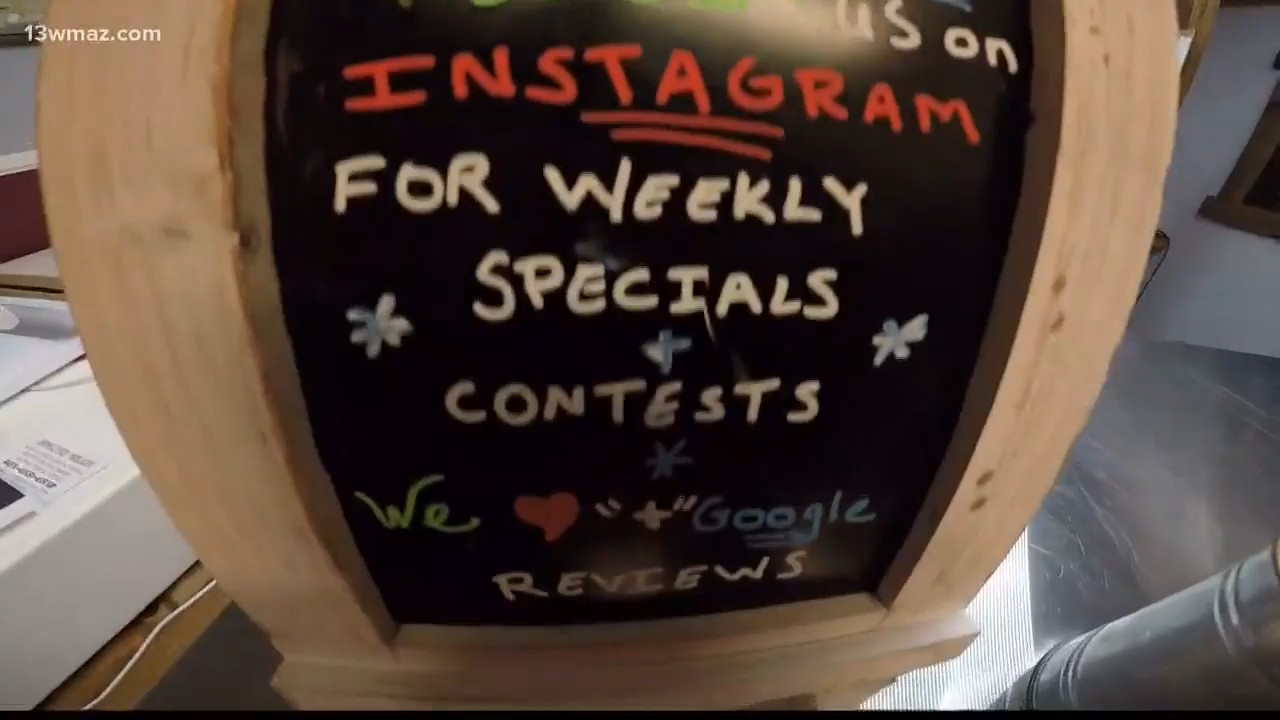 13wmaz.com
us on
INSTAGRAM
FOR WEEKLY
SPECIALS
+
CONTESTS
We ❤ "+" Google
REVIEWS